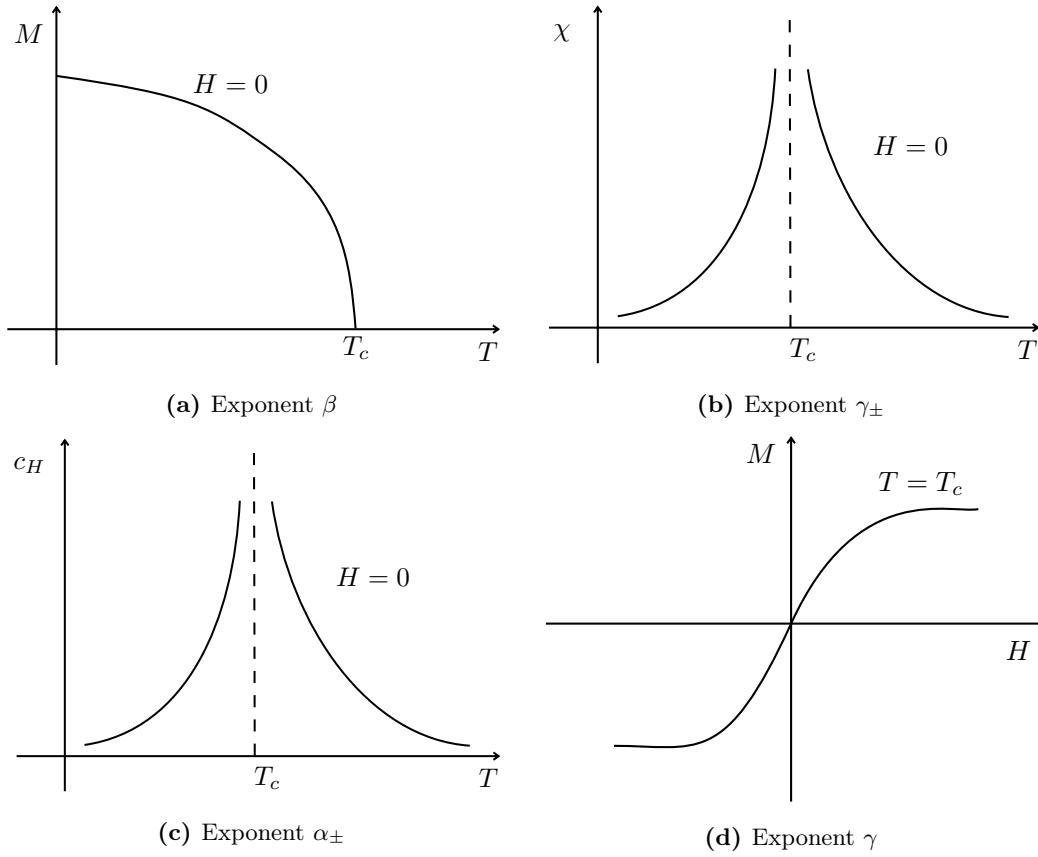 M
H = 0
T_c
T
(a) Exponent β
χ
H = 0
T_c
T
(b) Exponent γ±
c_H
H = 0
T_c
T
(c) Exponent α±
M
T = T_c
H
(d) Exponent γ